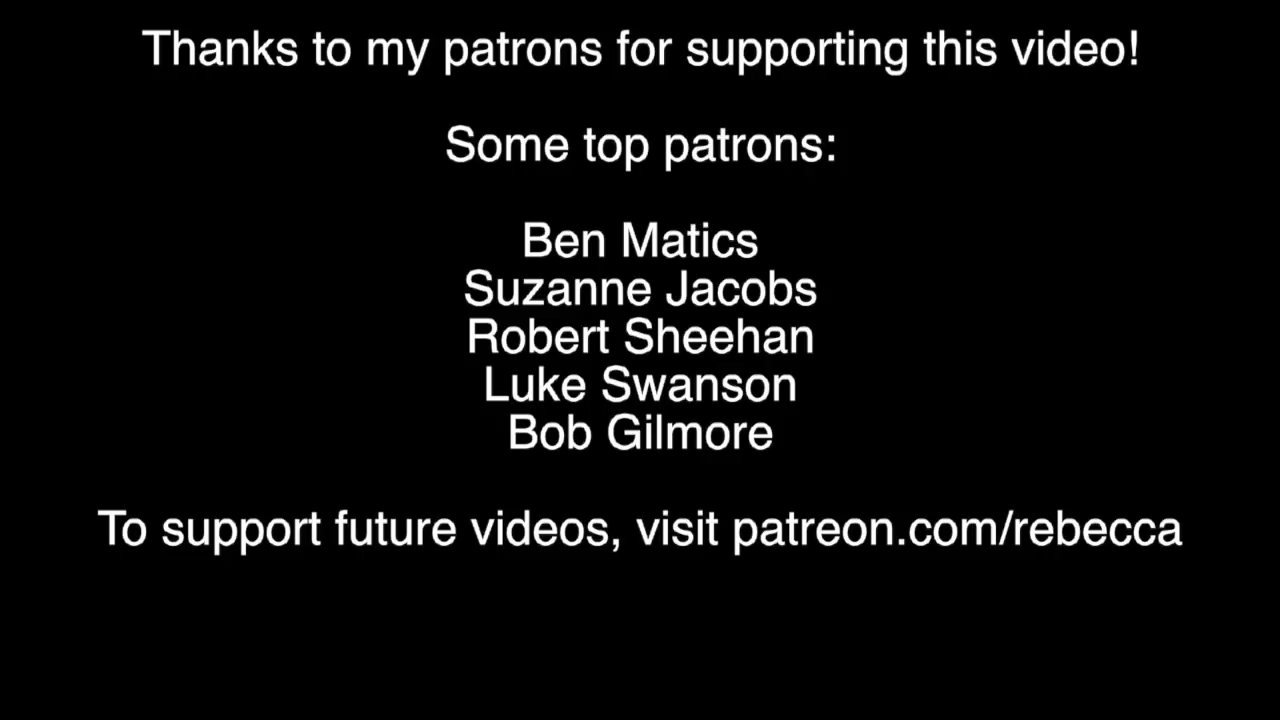 Thanks to my patrons for supporting this video!
Some top patrons:
Ben Matics
Suzanne Jacobs
Robert Sheehan
Luke Swanson
Bob Gilmore
To support future videos, visit patreon.com/rebecca